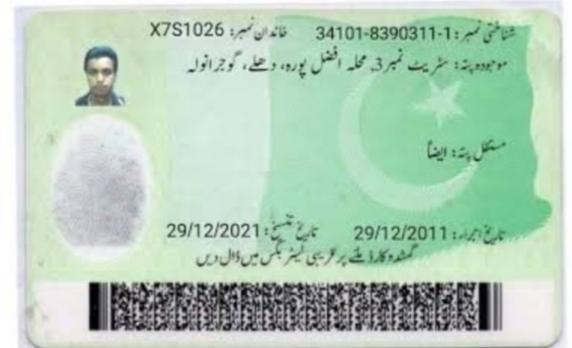 شناختی نمبر: 34101-8390311-1 خاندان نمبر: X7S1026
موجودہ پتہ: سٹریٹ نمبر 3، محلہ افضل پورہ، دھلے، گوجرانولہ
مستقل پتہ: ایضاً
تاریخ اجراء: 29/12/2011 تاریخ تنسیخ: 29/12/2021
گمشدہ کارڈ ملنے پر قریبی لیٹر بکس میں ڈال دیں